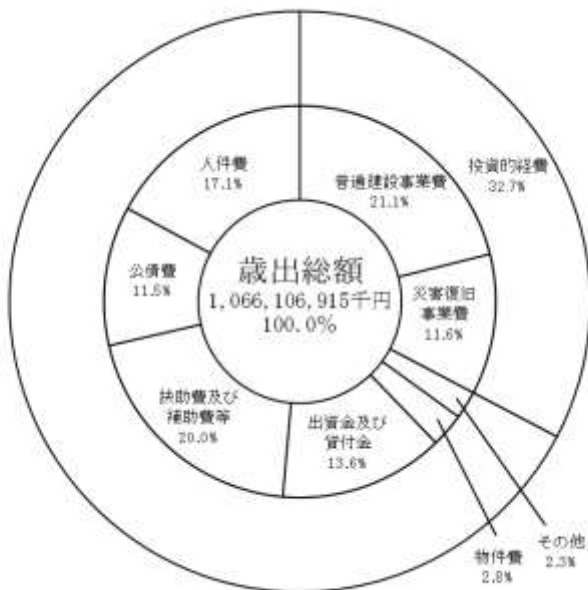 人件費
17.1%
普通建設事業費
21.1%
投資的経費
32.7%
公債費
11.5%
歳出総額
1,066,106,915千円
100.0%
災害復旧
事業費
11.6%
扶助費及び
補助費等
20.0%
出資金及び
貸付金
13.6%
物件費
2.8%
その他
2.3%